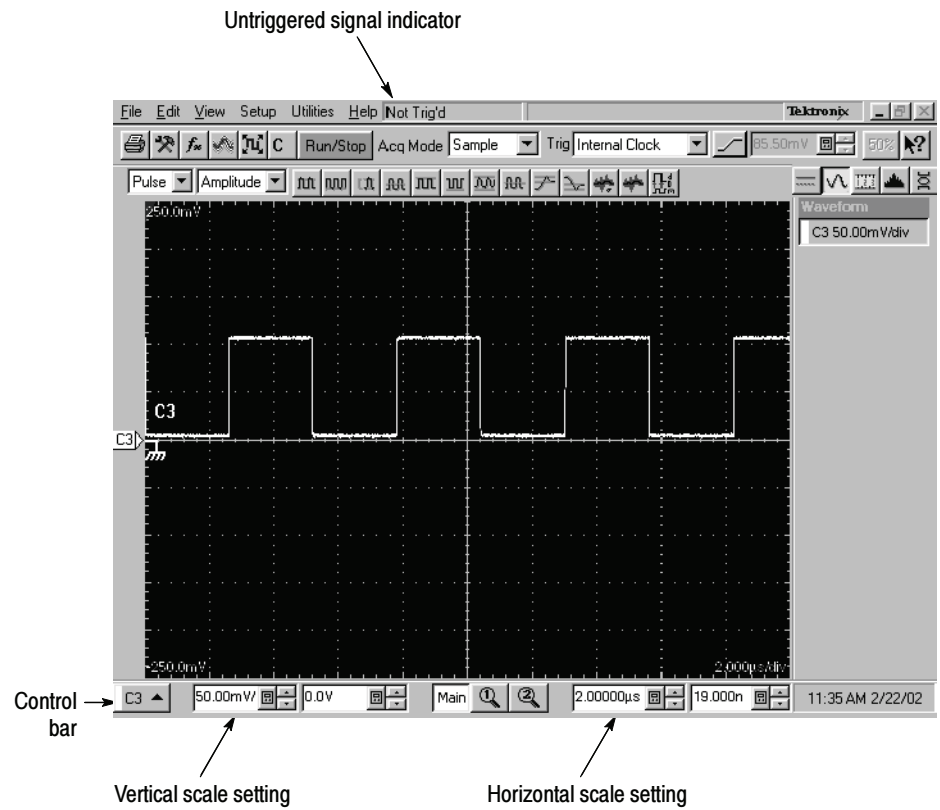 Untriggered signal indicator
File Edit View Setup Utilities Help Not Trig'd Tektronix
C Run/Stop Acq Mode Sample Trig Internal Clock 85.50mV 50%
Pulse Amplitude
250.0mV
Waveform
C3 50.00mV/div
C3
C3
-250.0mV 2.000µs/div
Control bar
C3 50.00mV/ 0.0V Main 1 2 2.00000µs 19.000n 11:35 AM 2/22/02
Vertical scale setting Horizontal scale setting